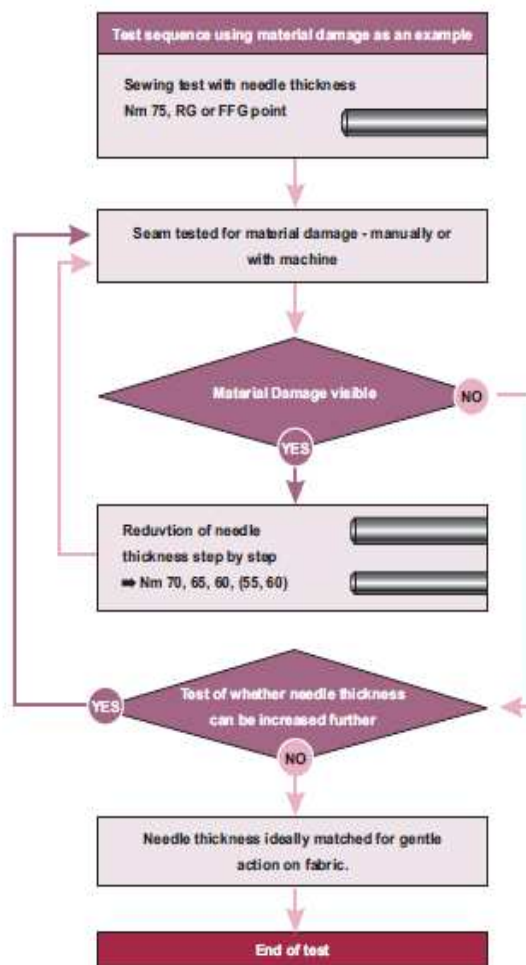 Test sequence using material damage as an example
Sewing test with needle thickness
Nm 75, RG or FFG point
Seam tested for material damage - manually or
with machine
Material Damage visible
NO
YES
Reduvtion of needle
thickness step by step
➡ Nm 70, 65, 60, (55, 60)
Test of whether needle thickness
can be increased further
YES
NO
Needle thickness ideally matched for gentle
action on fabric.
End of test